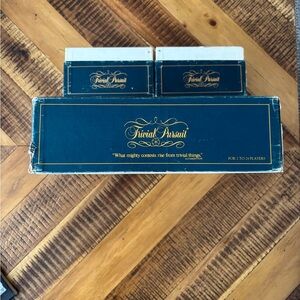 Trivial Pursuit
Trivial Pursuit
Trivial Pursuit
"What mighty contests rise from trivial things."
FOR 2 TO 24 PLAYERS